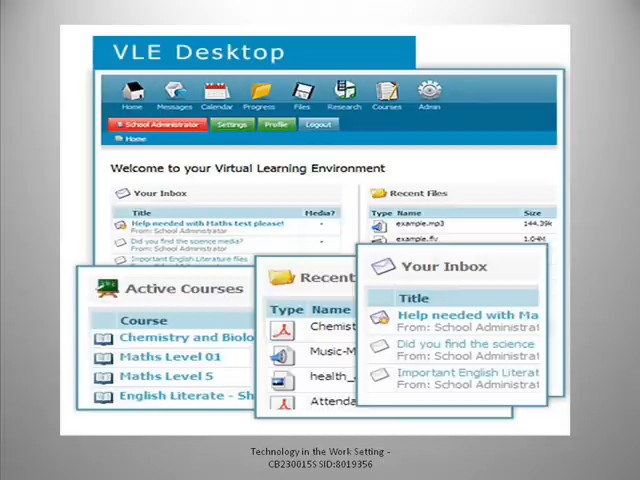 VLE Desktop
Home Messages Calendar Progress Files Research Courses Admin
School Administrator Settings Profile Logout
Home
Welcome to your Virtual Learning Environment
Your Inbox
Title Media?
Help needed with Maths test please!
From: School Administrator
Did you find the science media?
From: School Administrator
Important English Literature files
Recent Files
Type Name Size
example.mp3 144.39k
example.flv 1.04M
Active Courses
Course
Chemistry and Biolo
Maths Level 01
Maths Level 5
English Literate - Sh
Recent
Type Name
Chemist
Music-M
health_
Attenda
Your Inbox
Title
Help needed with Ma
From: School Administrat
Did you find the science
From: School Administrat
Important English Literat
From: School Administrat
Technology in the Work Setting -
CB230015S SID:8019356